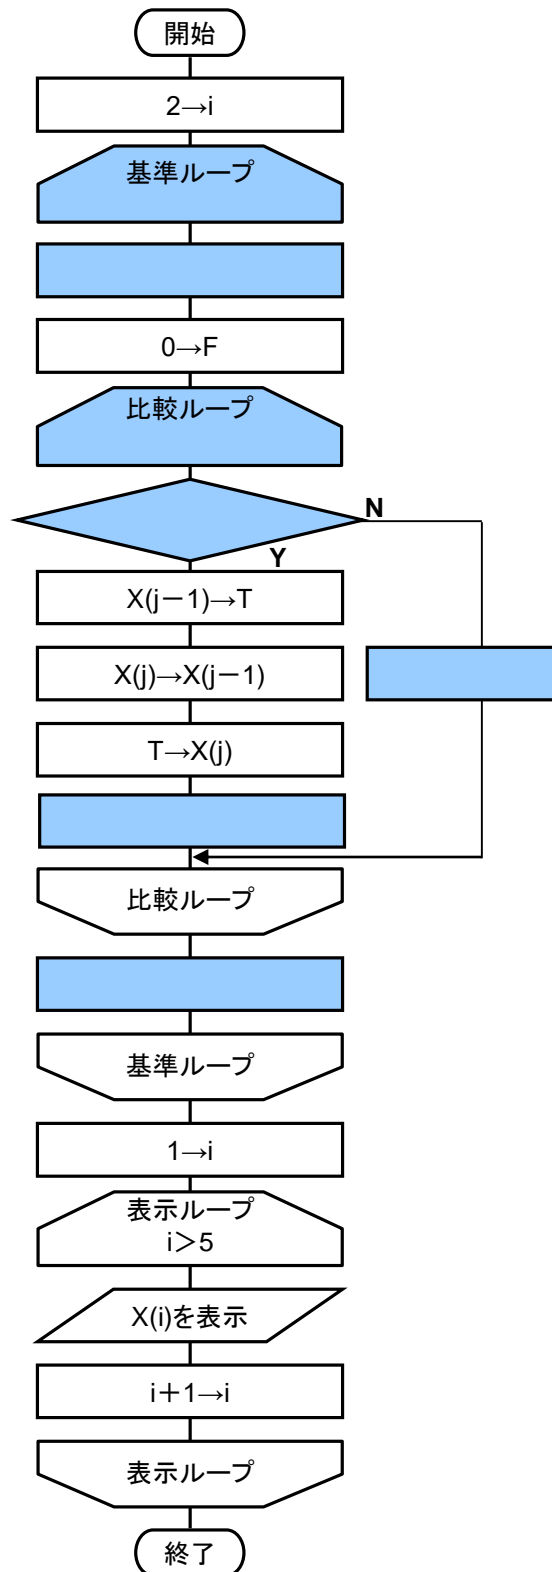 開始
2→i
基準ループ
0→F
比較ループ
N
Y
X(j－1)→T
X(j)→X(j－1)
T→X(j)
比較ループ
基準ループ
1→i
表示ループ
i＞5
X(i)を表示
i＋1→i
表示ループ
終了